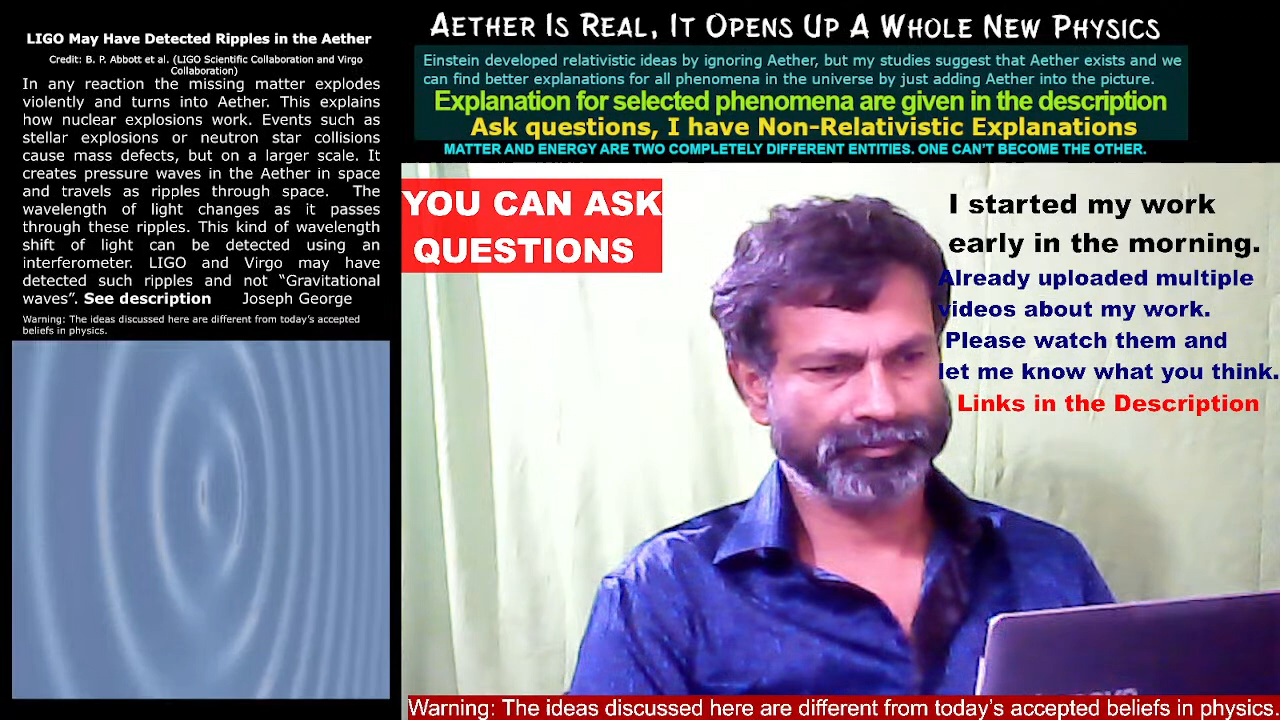 LIGO May Have Detected Ripples in the Aether
Credit: B. P. Abbott et al. (LIGO Scientific Collaboration and Virgo
Collaboration)
In any reaction the missing matter explodes
violently and turns into Aether. This explains
how nuclear explosions work. Events such as
stellar explosions or neutron star collisions
cause mass defects, but on a larger scale. It
creates pressure waves in the Aether in space
and travels as ripples through space. The
wavelength of light changes as it passes
through these ripples. This kind of wavelength
shift of light can be detected using an
interferometer. LIGO and Virgo may have
detected such ripples and not “Gravitational
waves”. See description Joseph George
Warning: The ideas discussed here are different from today’s accepted
beliefs in physics.
Aether Is Real, It Opens Up A Whole New Physics
Einstein developed relativistic ideas by ignoring Aether, but my studies suggest that Aether exists and we
can find better explanations for all phenomena in the universe by just adding Aether into the picture.
Explanation for selected phenomena are given in the description
Ask questions, I have Non-Relativistic Explanations
MATTER AND ENERGY ARE TWO COMPLETELY DIFFERENT ENTITIES. ONE CAN’T BECOME THE OTHER.
YOU CAN ASK
QUESTIONS
I started my work
early in the morning.
Already uploaded multiple
videos about my work.
Please watch them and
let me know what you think.
Links in the Description
Warning: The ideas discussed here are different from today’s accepted beliefs in physics.